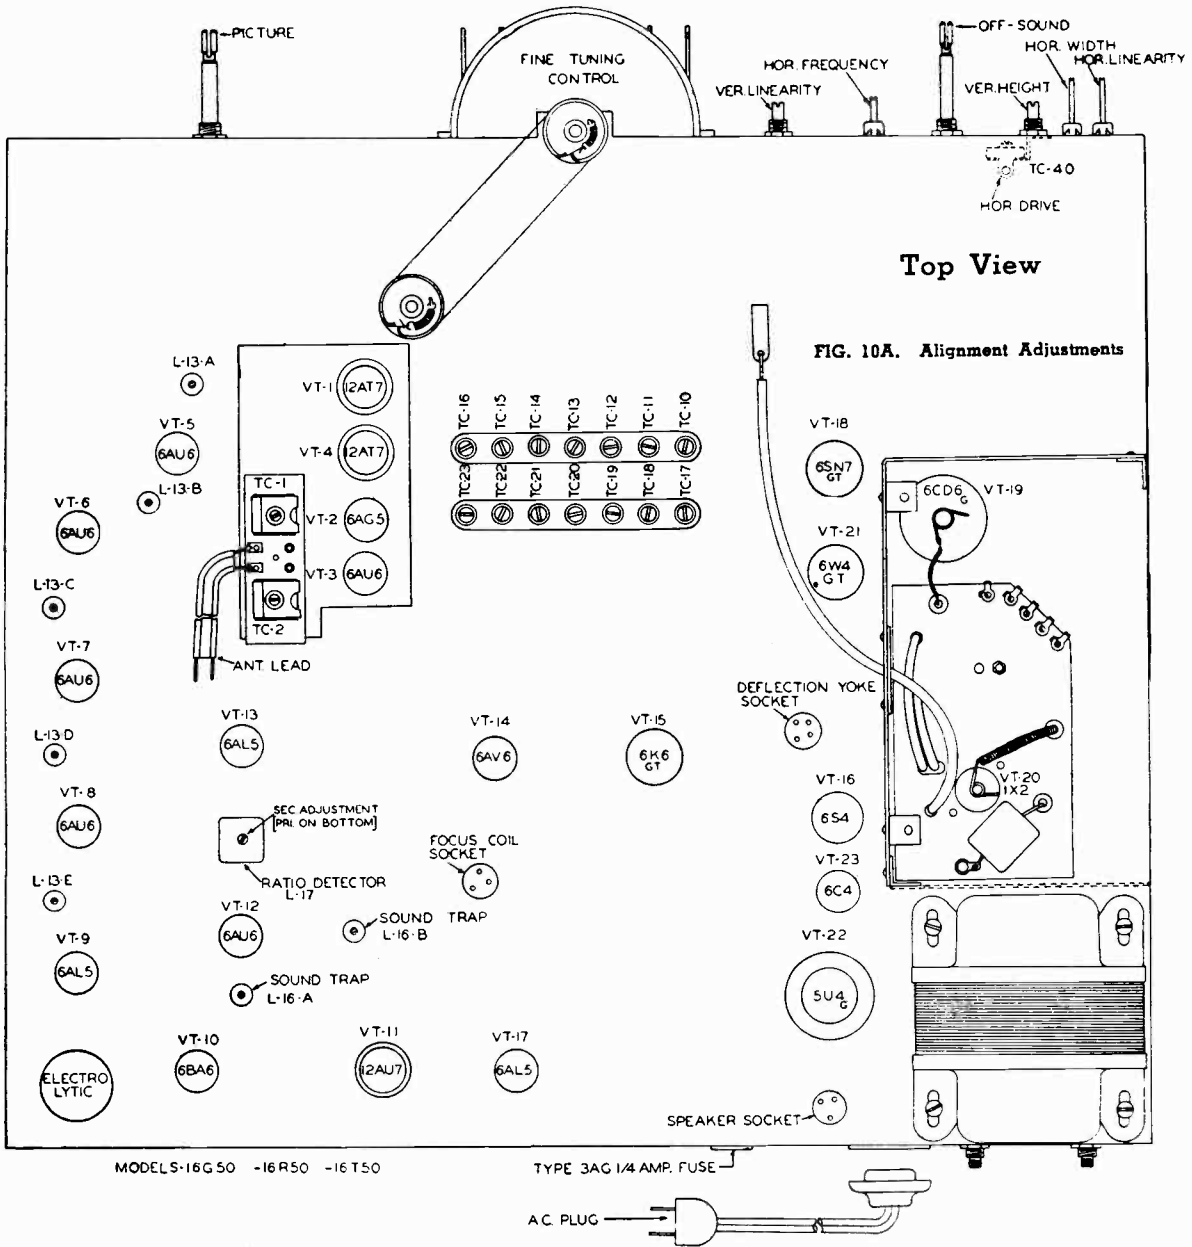 PICTURE
FINE TUNING
CONTROL
OFF-SOUND
HOR. WIDTH
HOR. LINEARITY
HOR. FREQUENCY
VER. LINEARITY
VER. HEIGHT
TC-40
HOR DRIVE
Top View
FIG. 10A. Alignment Adjustments
L-13-A
VT-1
12AT7
VT-5
6AU6
VT-4
12AT7
TC-16
TC-15
TC-14
TC-13
TC-12
TC-11
TC-10
TC-23
TC-22
TC-21
TC-20
TC-19
TC-18
TC-17
VT-18
6SN7
GT
6CD6
G
VT-19
TC-1
L-13-B
VT-6
6AU6
VT-2
6AG5
VT-21
6W4
GT
VT-3
6AU6
L-13-C
TC-2
VT-7
6AU6
ANT. LEAD
DEFLECTION YOKE
SOCKET
VT-13
6AL5
VT-14
6AV6
VT-15
6K6
GT
L-13-D
VT-20
1X2
VT-16
6S4
VT-8
6AU6
SEC. ADJUSTMENT
[PRI. ON BOTTOM]
FOCUS COIL
SOCKET
VT-23
6C4
L-13-E
RATIO DETECTOR
L-17
VT-12
6AU6
SOUND TRAP
L-16-B
VT-9
6AL5
VT-22
5U4
G
SOUND TRAP
L-16-A
VT-10
6BA6
VT-11
12AU7
VT-17
6AL5
ELECTRO
LYTIC
SPEAKER SOCKET
MODELS-16G50 -16R50 -16T50
TYPE 3AG 1/4 AMP. FUSE
A.C. PLUG